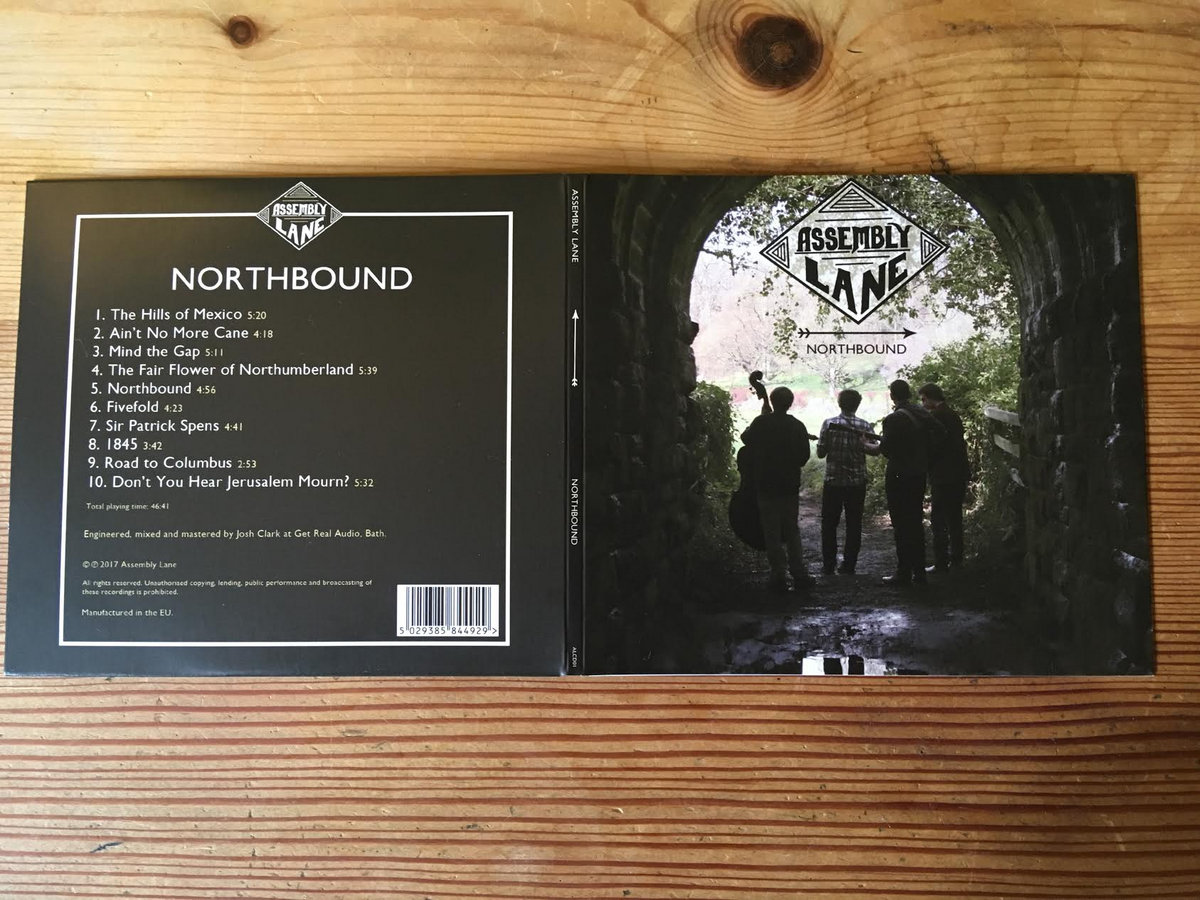 ASSEMBLY
LANE
NORTHBOUND
1. The Hills of Mexico 5:20
2. Ain't No More Cane 4:18
3. Mind the Gap 5:11
4. The Fair Flower of Northumberland 5:39
5. Northbound 4:56
6. Fivefold 4:23
7. Sir Patrick Spens 4:41
8. 1845 3:42
9. Road to Columbus 2:53
10. Don't You Hear Jerusalem Mourn? 5:32
Total playing time: 46:41
Engineered, mixed and mastered by Josh Clark at Get Real Audio, Bath.
©℗ 2017 Assembly Lane
All rights reserved. Unauthorised copying, lending, public performance and broadcasting of
these recordings is prohibited.
Manufactured in the EU.
5 029385 844929 >
ASSEMBLY LANE
NORTHBOUND
ASSEMBLY
LANE
NORTHBOUND